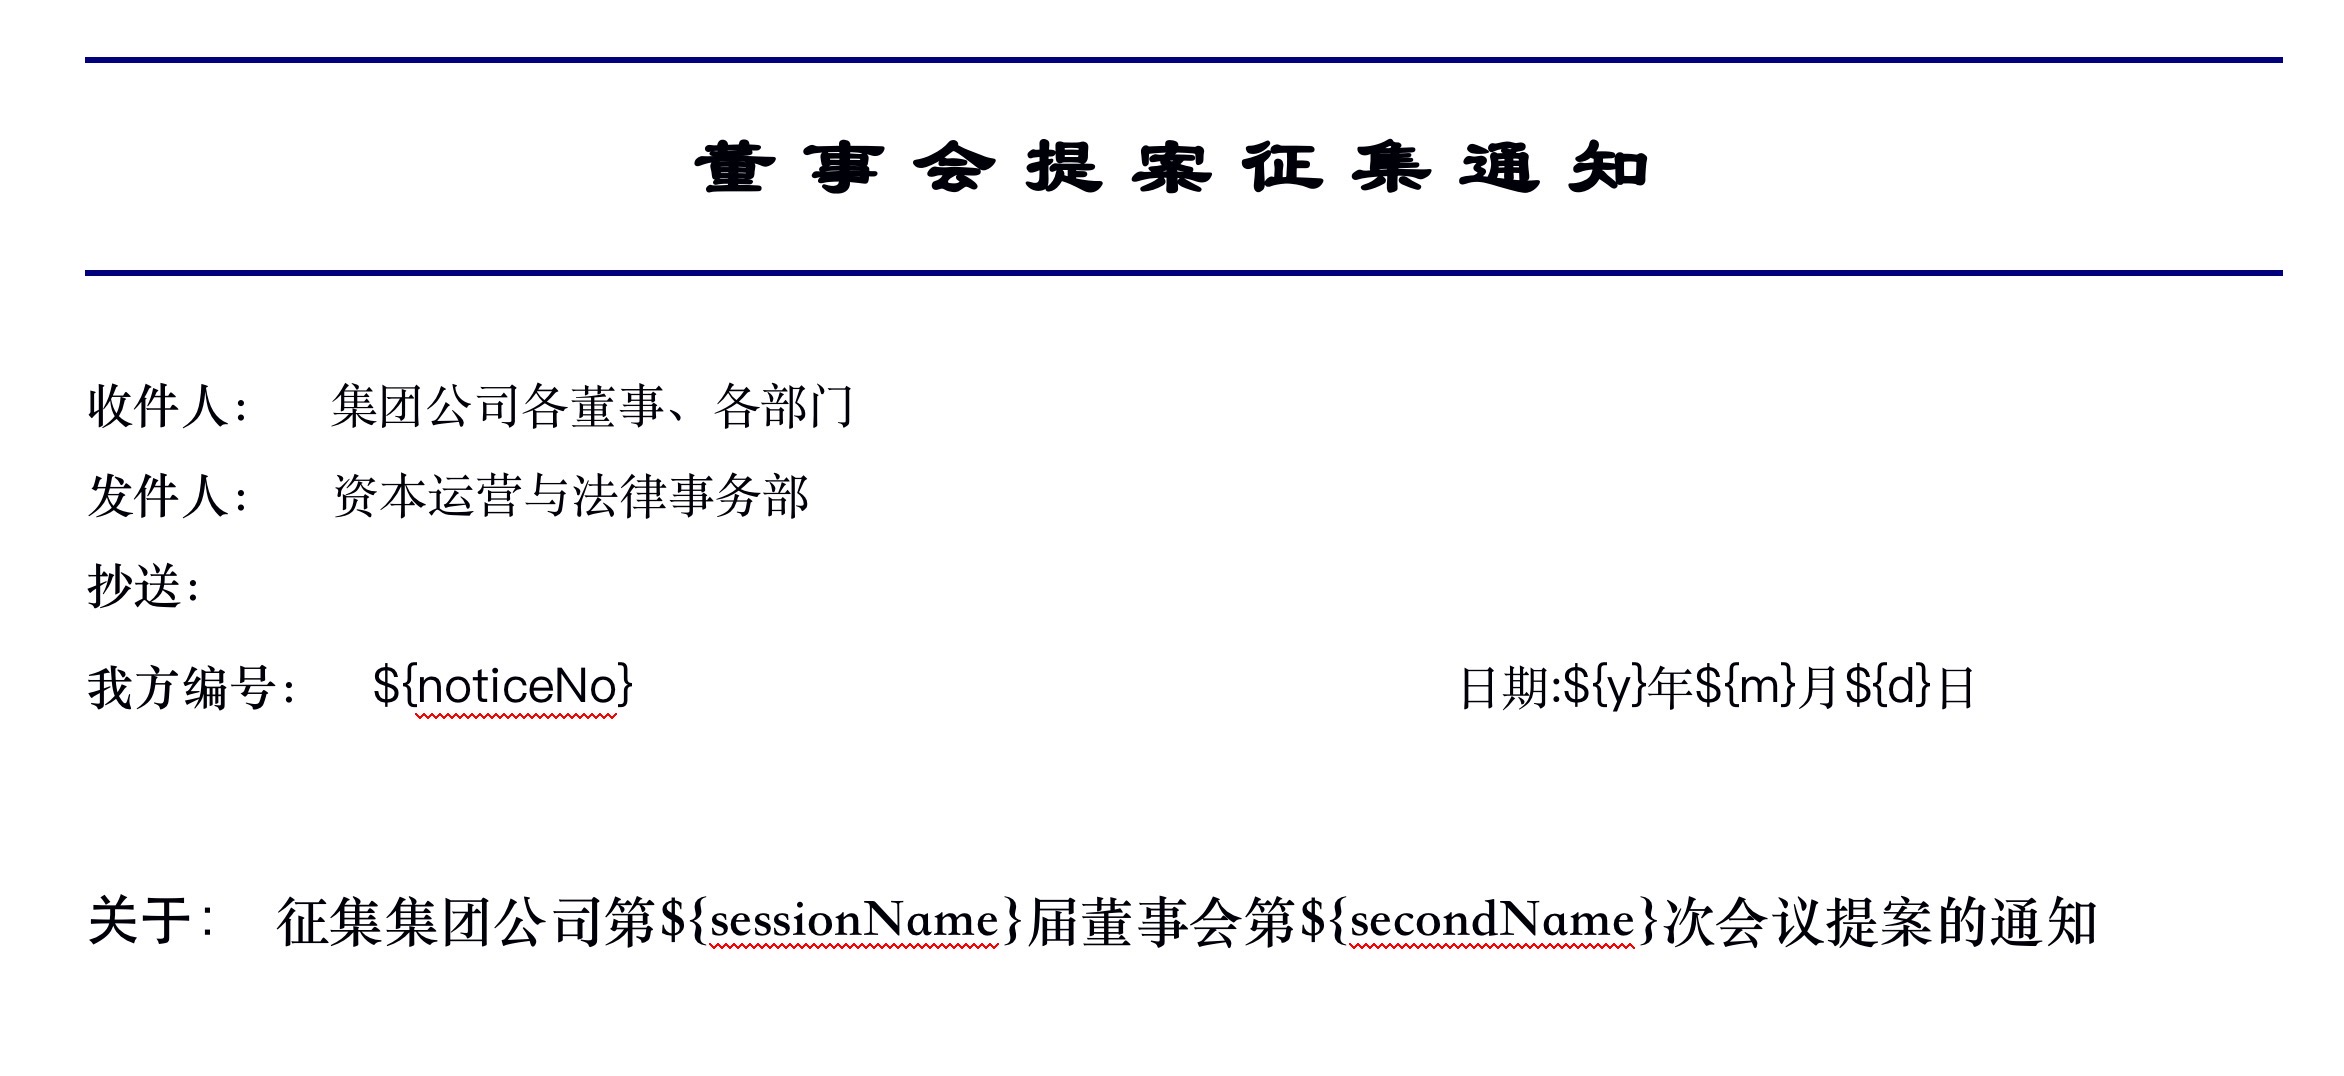 董事会提案征集通知
收件人： 集团公司各董事、各部门
发件人： 资本运营与法律事务部
抄送：
我方编号： ${noticeNo} 日期:${y}年${m}月${d}日
关于： 征集集团公司第${sessionName}届董事会第${secondName}次会议提案的通知